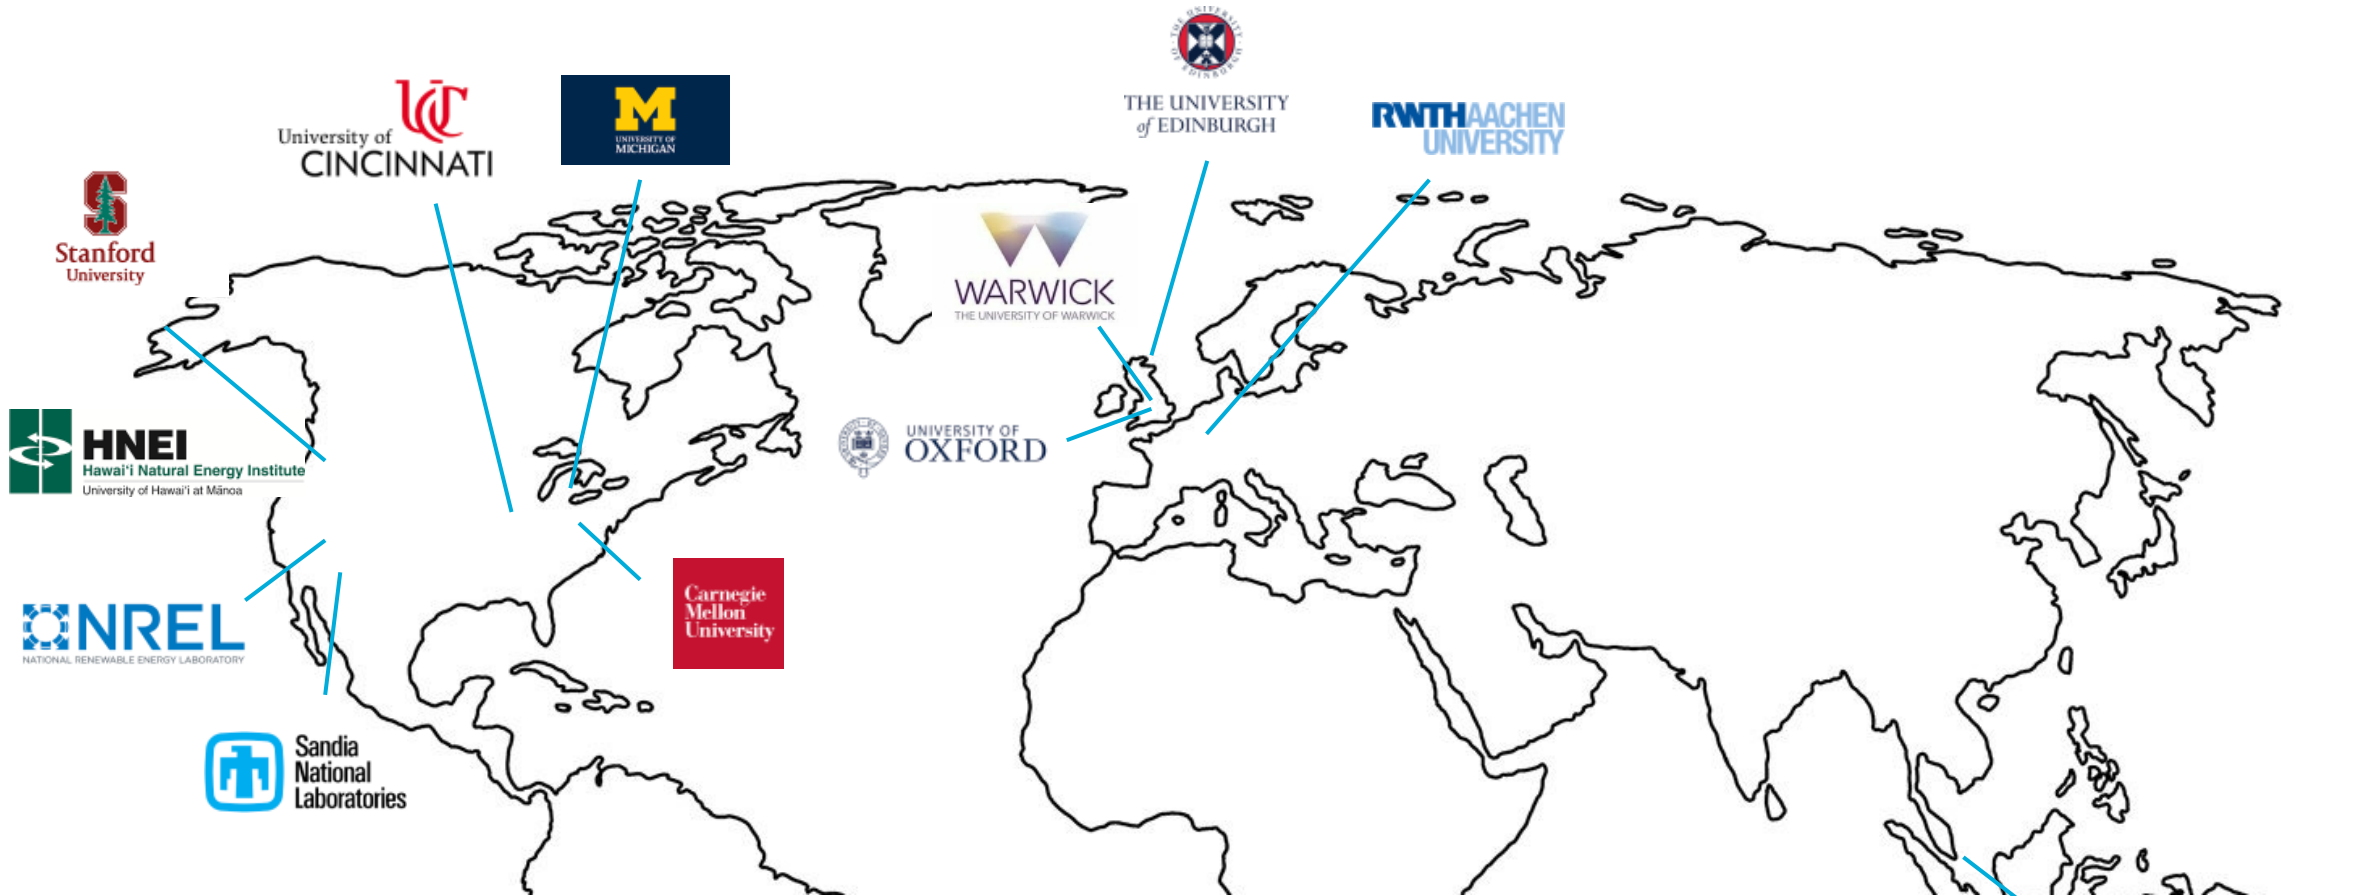 THE UNIVERSITY
of EDINBURGH
University of
CINCINNATI
UNIVERSITY OF
MICHIGAN
RWTHAACHEN
UNIVERSITY
Stanford
University
WARWICK
THE UNIVERSITY OF WARWICK
HNEI
Hawai‘i Natural Energy Institute
University of Hawai‘i at Mānoa
UNIVERSITY OF
OXFORD
NREL
NATIONAL RENEWABLE ENERGY LABORATORY
Carnegie
Mellon
University
Sandia
National
Laboratories